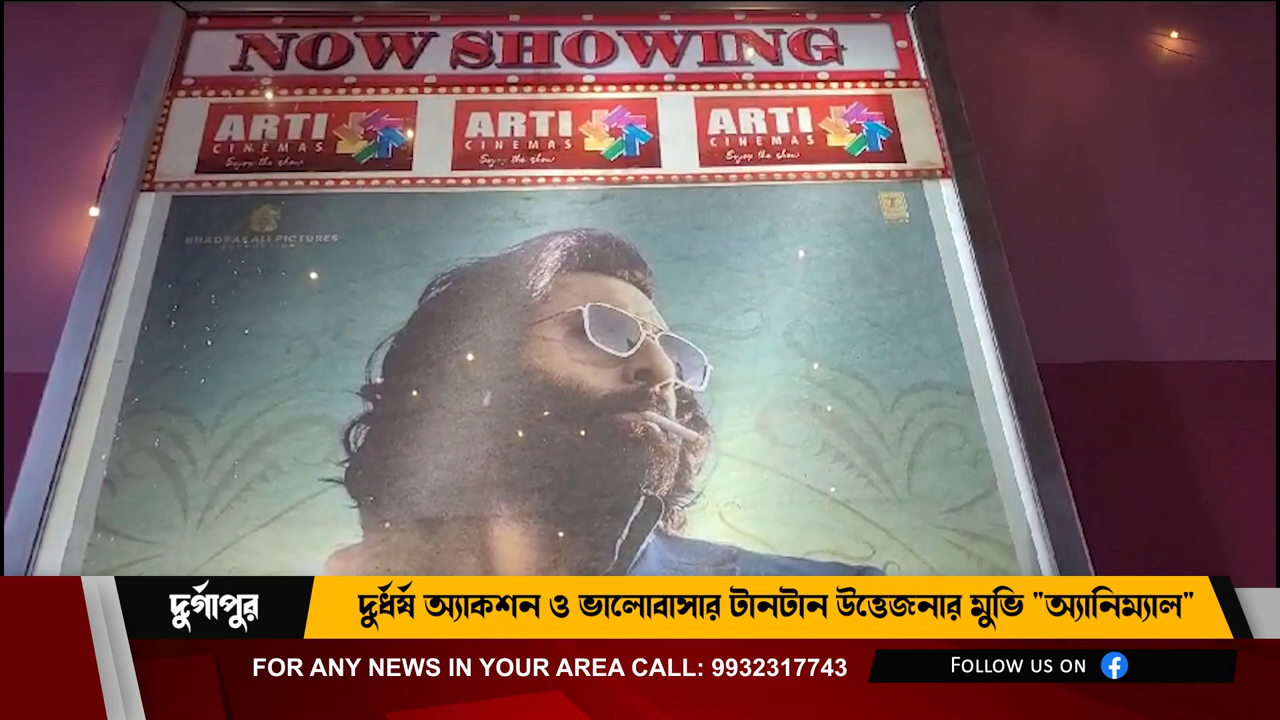 NOW SHOWING
ARTI ARTI ARTI
CINEMAS CINEMAS CINEMAS
Enjoy the show Enjoy the show Enjoy the show
BHADRAKALI PICTURES
দুর্গাপুর
দুর্ধর্ষ অ্যাকশন ও ভালোবাসার টানটান উত্তেজনার মুভি "অ্যানিম্যাল"
FOR ANY NEWS IN YOUR AREA CALL: 9932317743
FOLLOW US ON